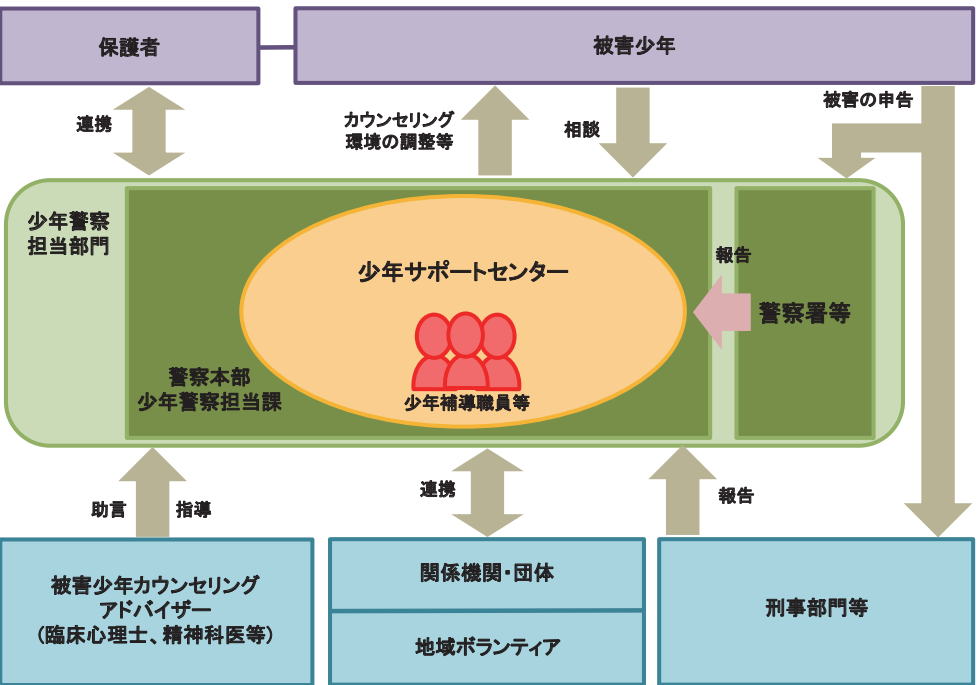 保護者
被害少年
連携
カウンセリング
環境の調整等
相談
被害の申告
少年警察
担当部門
少年サポートセンター
報告
警察署等
警察本部
少年警察担当課
少年補導職員等
助言
指導
連携
報告
被害少年カウンセリング
アドバイザー
(臨床心理士、精神科医等)
関係機関・団体
地域ボランティア
刑事部門等